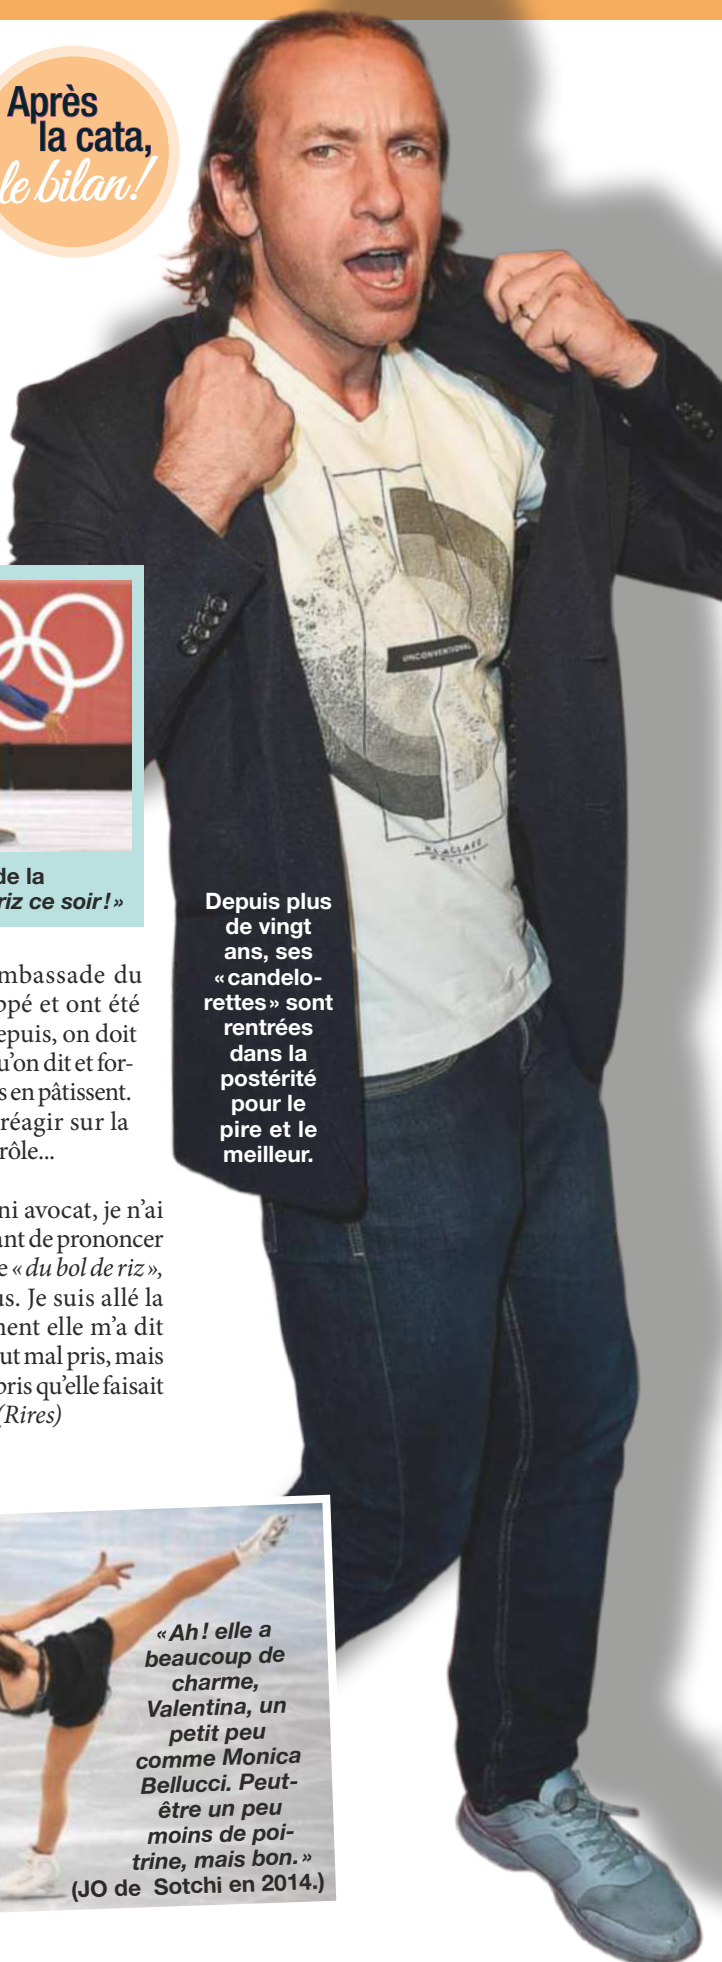 Après
la cata,
le bilan!
UNCONVENTIONAL
de la
riz ce soir!»
Depuis plus
de vingt
ans, ses
«candelo-
rettes» sont
rentrées
dans la
postérité
pour le
pire et le
meilleur.
mbassade du
ppé et ont été
epuis, on doit
u’on dit et for-
s en pâtissent.
réagir sur la
rôle...
ni avocat, je n’ai
ant de prononcer
e «du bol de riz»,
us. Je suis allé la
ment elle m’a dit
ut mal pris, mais
pris qu’elle faisait
(Rires)
«Ah! elle a
beaucoup de
charme,
Valentina, un
petit peu
comme Monica
Bellucci. Peut-
être un peu
moins de poi-
trine, mais bon.»
(JO de Sotchi en 2014.)